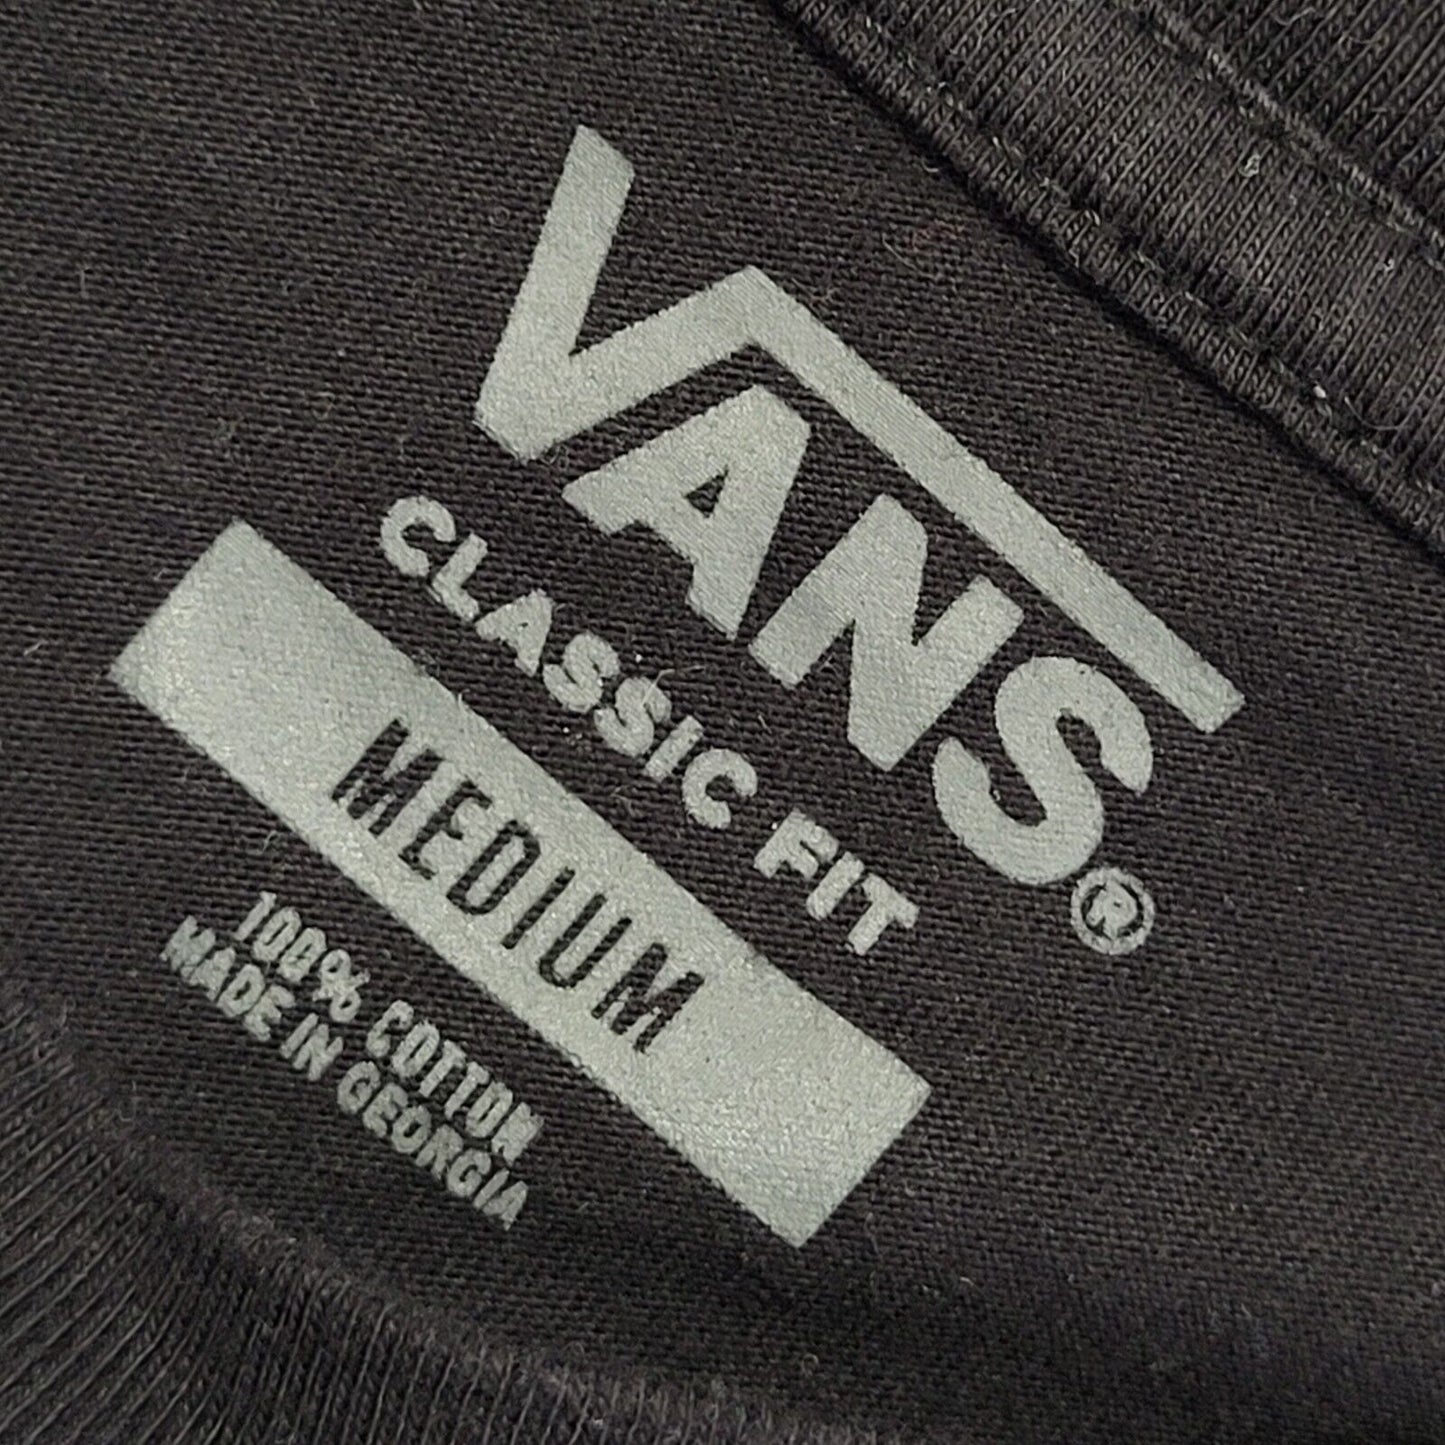 VANS®
CLASSIC FIT
MEDIUM
100% COTTON
MADE IN GEORGIA